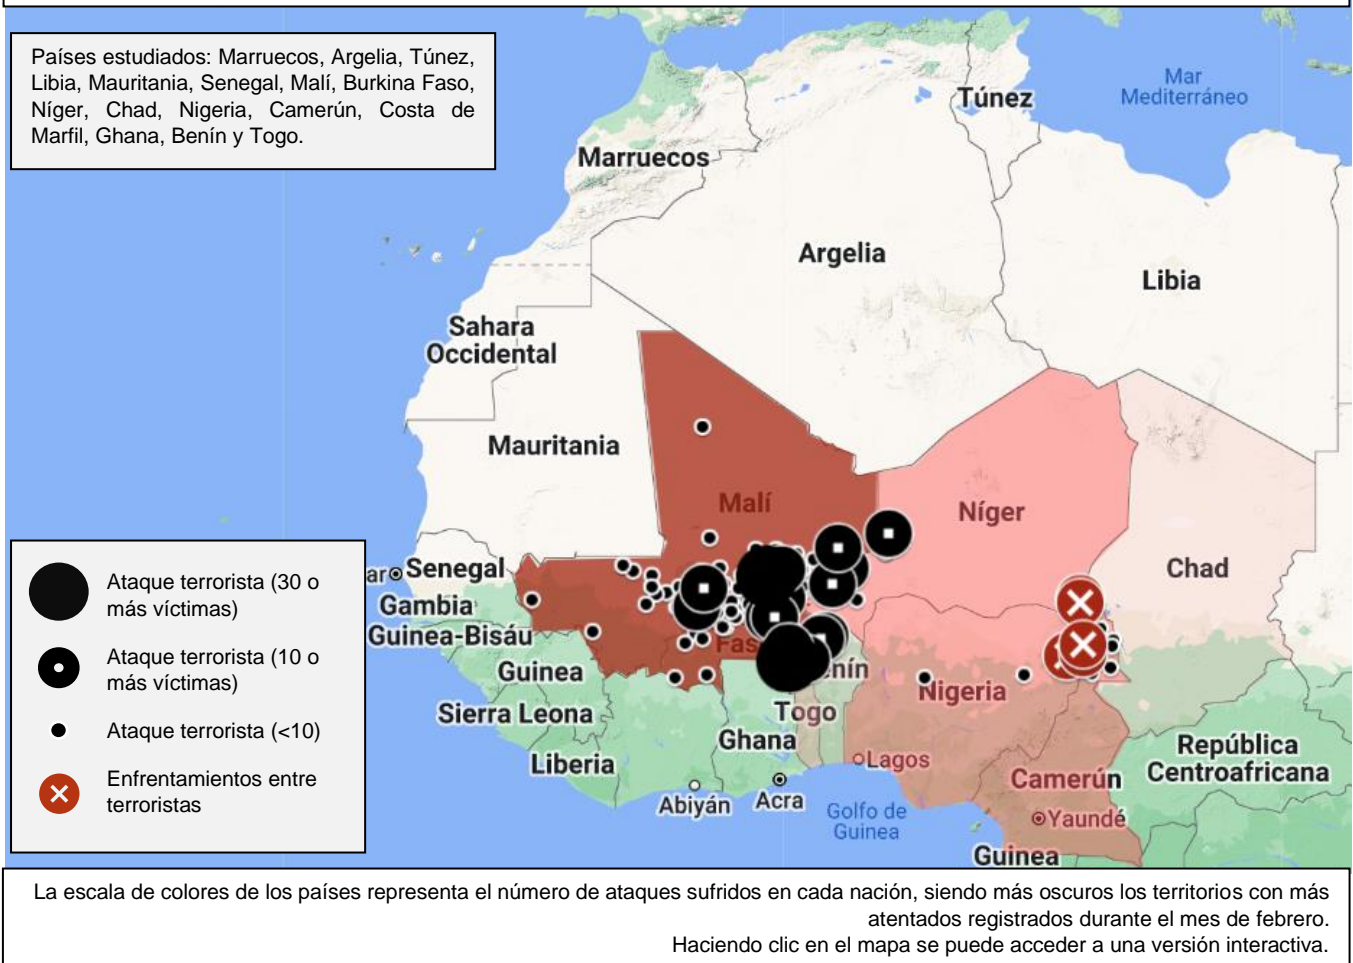 Países estudiados: Marruecos, Argelia, Túnez,
Libia, Mauritania, Senegal, Malí, Burkina Faso,
Níger, Chad, Nigeria, Camerún, Costa de
Marfil, Ghana, Benín y Togo.
Mar
Mediterráneo
Túnez
Marruecos
Argelia
Libia
Sahara
Occidental
Mauritania
Malí
Níger
Chad
Senegal
Gambia
Guinea-Bisáu
Guinea
Sierra Leona
Liberia
Nigeria
Togo
Ghana
Lagos
Abiyán
Acra
Golfo de
Guinea
Camerún
Yaundé
Guinea
República
Centroafricana
Ataque terrorista (30 o
más víctimas)
Ataque terrorista (10 o
más víctimas)
Ataque terrorista (<10)
Enfrentamientos entre
terroristas
La escala de colores de los países representa el número de ataques sufridos en cada nación, siendo más oscuros los territorios con más
atentados registrados durante el mes de febrero.
Haciendo clic en el mapa se puede acceder a una versión interactiva.